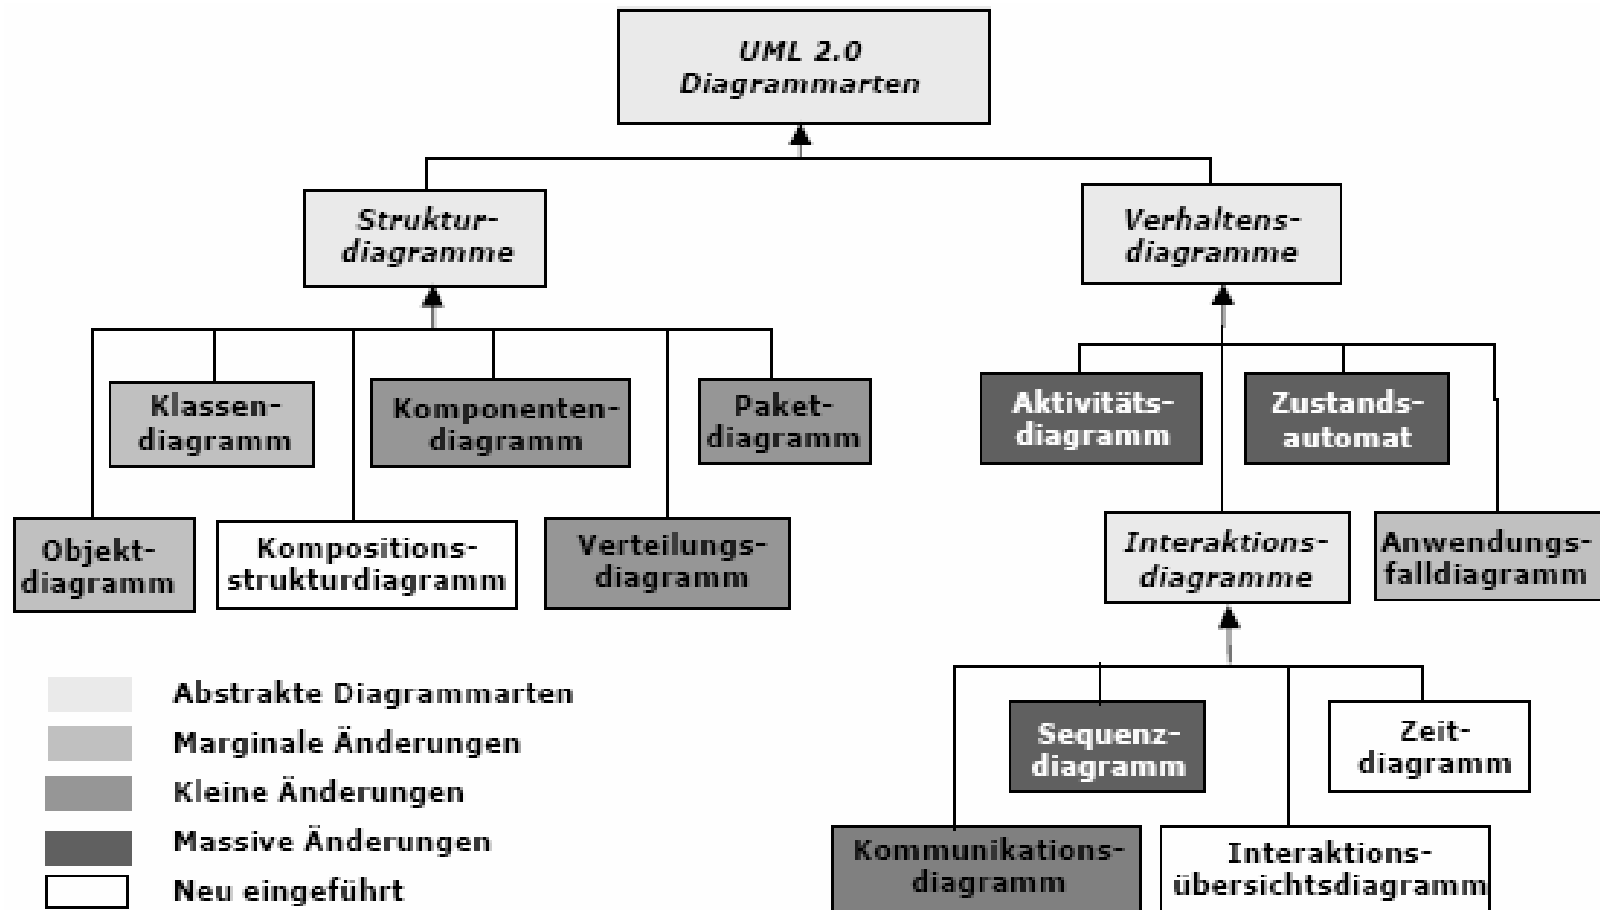 UML 2.0
Diagrammarten
Struktur-
diagramme
Verhaltens-
diagramme
Klassen-
diagramm
Komponenten-
diagramm
Paket-
diagramm
Aktivitäts-
diagramm
Zustands-
automat
Objekt-
diagramm
Kompositions-
strukturdiagramm
Verteilungs-
diagramm
Interaktions-
diagramme
Anwendungs-
falldiagramm
Sequenz-
diagramm
Zeit-
diagramm
Kommunikations-
diagramm
Interaktions-
übersichtsdiagramm
Abstrakte Diagrammarten
Marginale Änderungen
Kleine Änderungen
Massive Änderungen
Neu eingeführt